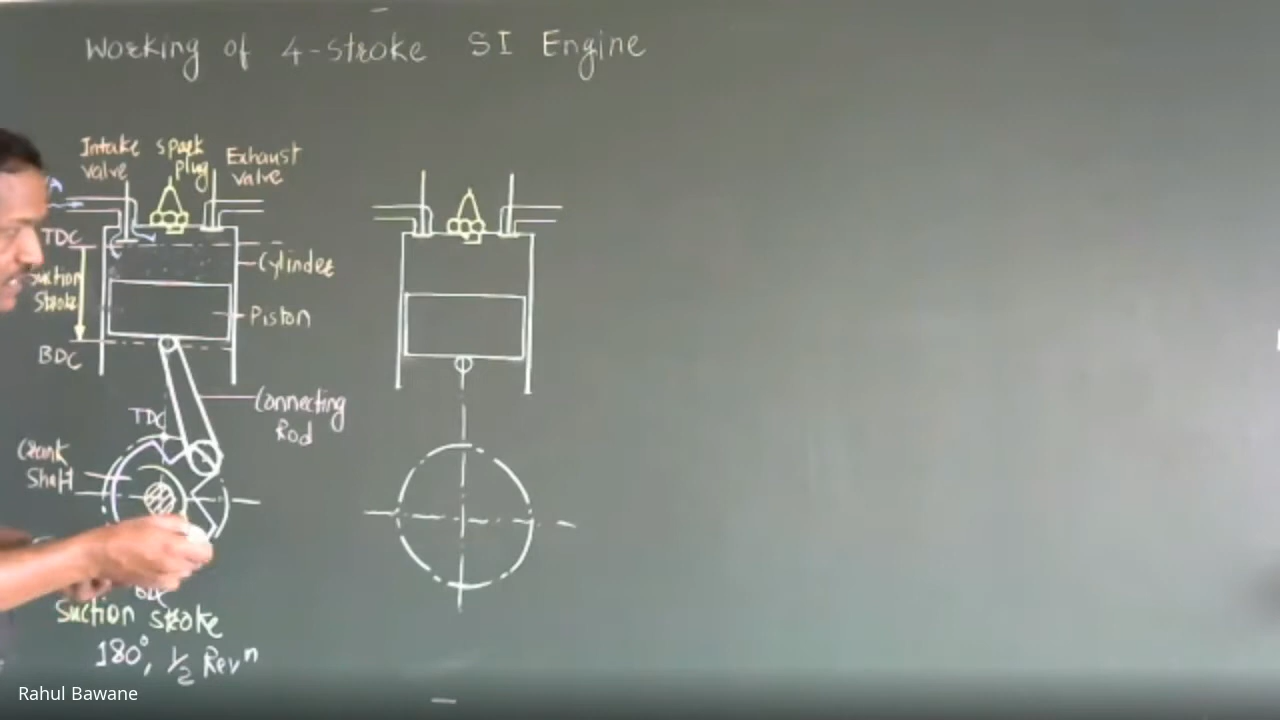 Working of 4-stroke SI Engine
Intake
valve
spark
plug
Exhaust
valve
A
TDC
Suction
Stroke
Cylinder
Piston
BDC
Connecting
Rod
TDC
Crank
Shaft
BDC
Suction stroke
180°, 1/2 Revⁿ
Rahul Bawane